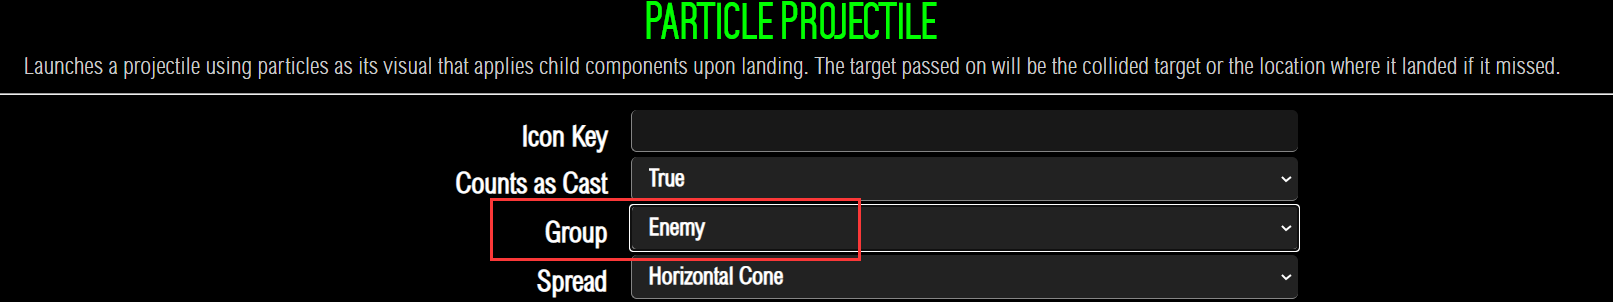 PARTICLE PROJECTILE
Launches a projectile using particles as its visual that applies child components upon landing. The target passed on will be the collided target or the location where it landed if it missed.
Icon Key
Counts as Cast True
Group Enemy
Spread Horizontal Cone